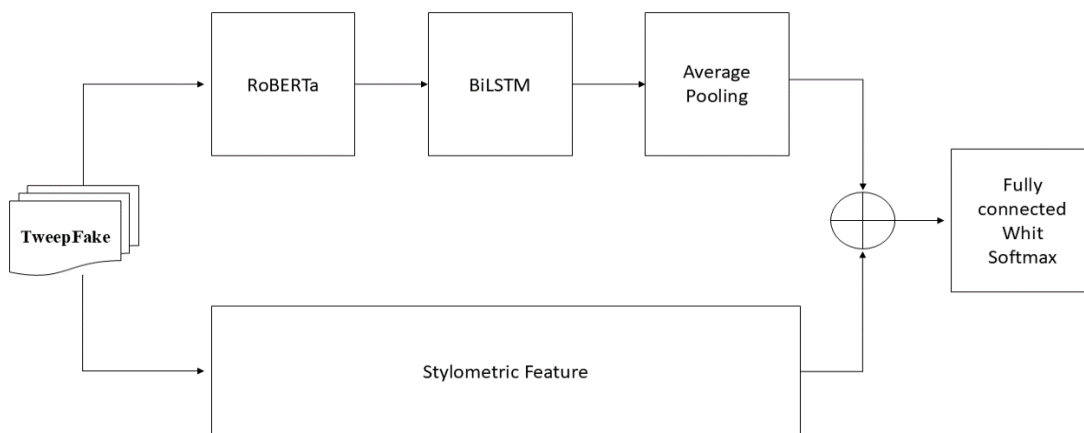 RoBERTa
BiLSTM
Average
Pooling
TweepFake
Fully
connected
Whit
Softmax
Stylometric Feature